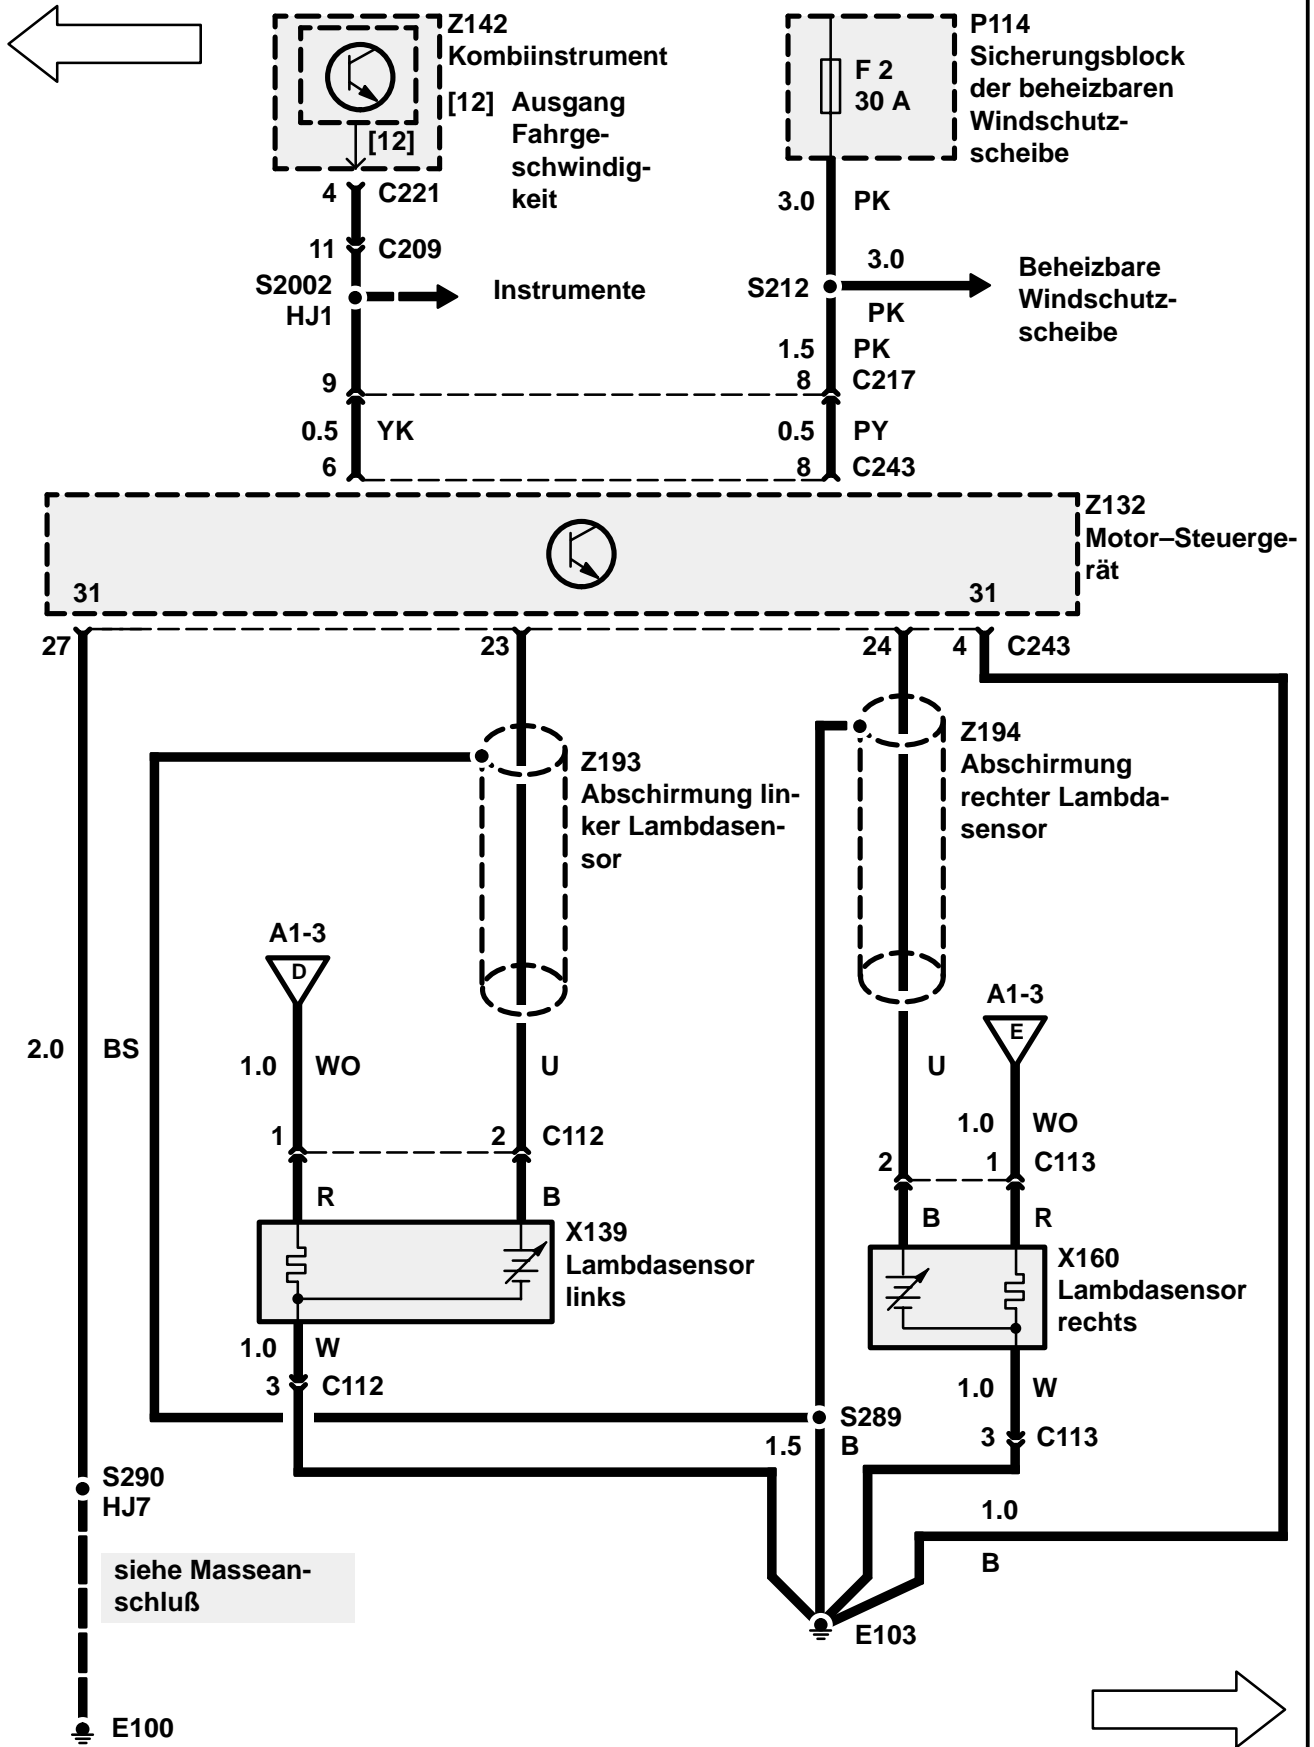 Z142
Kombiinstrument
[12] Ausgang
Fahrge-
schwindig-
keit
[12]
P114
Sicherungsblock
der beheizbaren
Windschutz-
scheibe
F 2
30 A
4 C221
11 C209
S2002
HJ1
Instrumente
3.0 PK
S212
3.0
PK
Beheizbare
Windschutz-
scheibe
1.5 PK
9
8 C217
0.5 YK
0.5 PY
6
8 C243
Z132
Motor–Steuerge-
rät
31
31
27
23
24
4 C243
Z193
Abschirmung lin-
ker Lambdasen-
sor
Z194
Abschirmung
rechter Lambda-
sensor
A1-3
D
A1-3
E
2.0 BS
1.0 WO
U
U
1.0 WO
1
2 C112
2
1 C113
R
B
B
R
X139
Lambdasensor
links
X160
Lambdasensor
rechts
1.0 W
3 C112
1.0 W
S289
1.5 B
3 C113
S290
HJ7
1.0
B
siehe Massean-
schluß
E103
E100